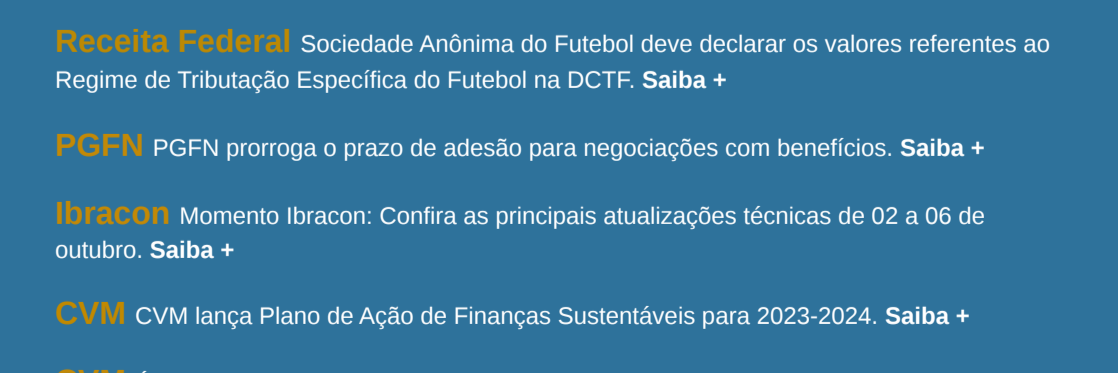 Receita Federal Sociedade Anônima do Futebol deve declarar os valores referentes ao
Regime de Tributação Específica do Futebol na DCTF. Saiba +
PGFN PGFN prorroga o prazo de adesão para negociações com benefícios. Saiba +
Ibracon Momento Ibracon: Confira as principais atualizações técnicas de 02 a 06 de
outubro. Saiba +
CVM CVM lança Plano de Ação de Finanças Sustentáveis para 2023-2024. Saiba +
CVM